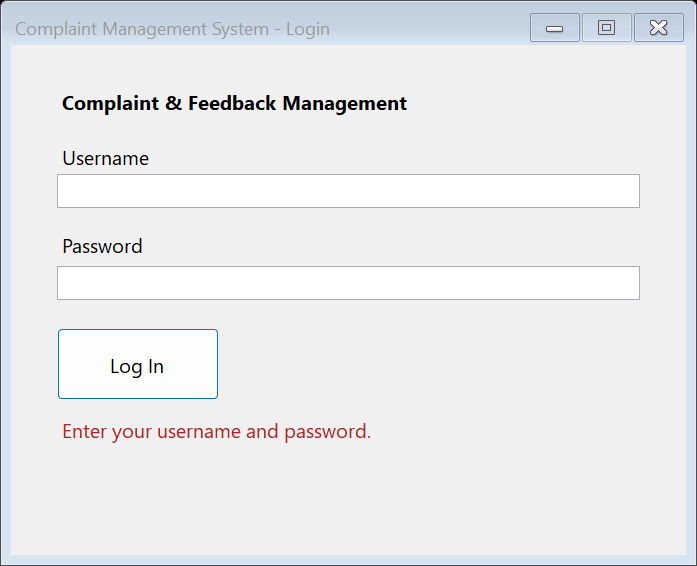 Complaint Management System - Login
Complaint & Feedback Management
Username
Password
Log In
Enter your username and password.